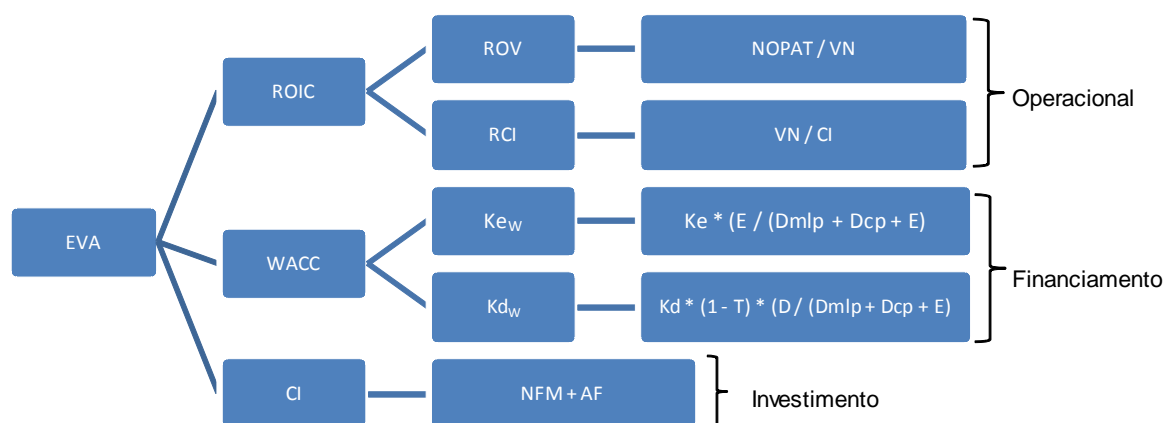 ROV
NOPAT / VN
ROIC
Operacional
RCI
VN / CI
Ke_W
Ke * (E / (Dmlp + Dcp + E)
EVA
WACC
Financiamento
Kd_W
Kd * (1 - T) * (D / (Dmlp + Dcp + E)
CI
NFM + AF
Investimento